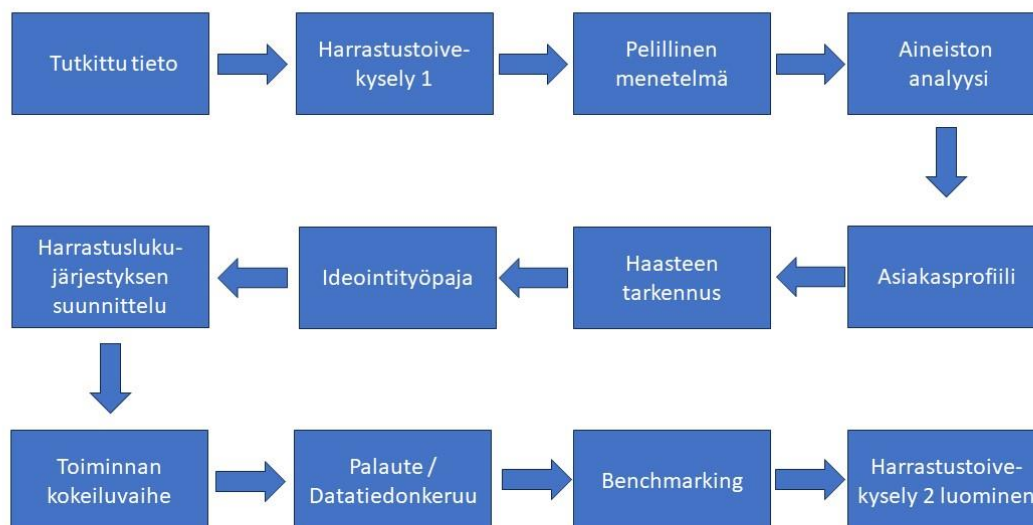 Tutkittu tieto
Harrastustoive-
kysely 1
Pelillinen
menetelmä
Aineiston
analyysi
Asiakasprofiili
Haasteen
tarkennus
Ideointityöpaja
Harrastusluku-
järjestyksen
suunnittelu
Toiminnan
kokeiluvaihe
Palaute /
Datatiedonkeruu
Benchmarking
Harrastustoive-
kysely 2 luominen